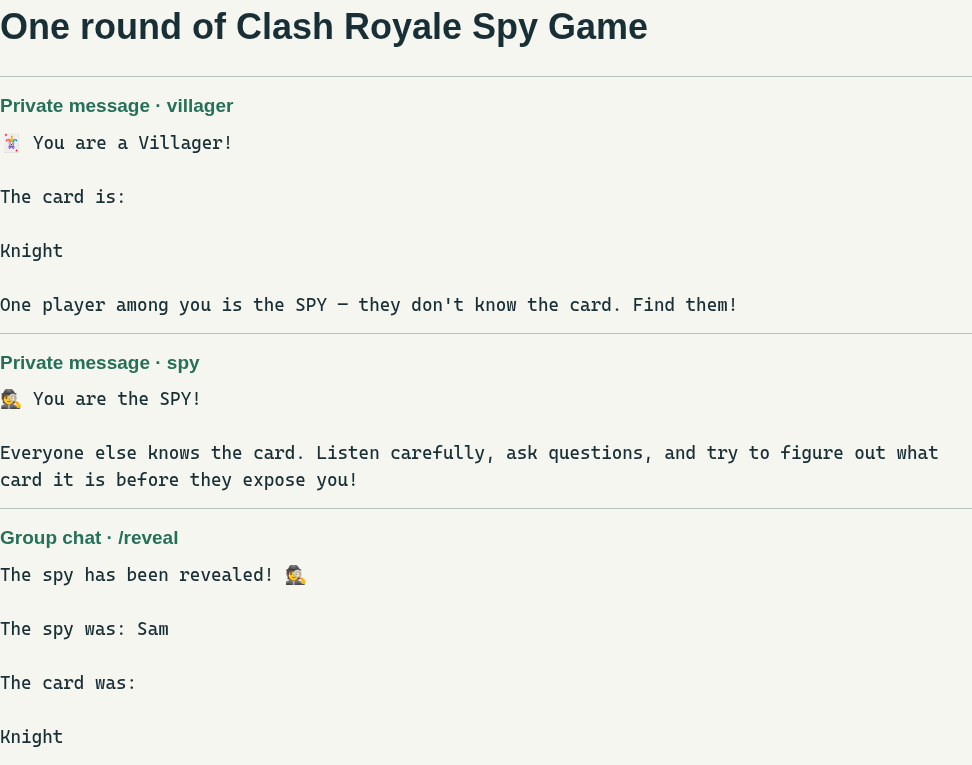 One round of Clash Royale Spy Game
Private message · villager
🃏 You are a Villager!
The card is:
Knight
One player among you is the SPY — they don't know the card. Find them!
Private message · spy
🕵️ You are the SPY!
Everyone else knows the card. Listen carefully, ask questions, and try to figure out what
card it is before they expose you!
Group chat · /reveal
The spy has been revealed! 🕵️
The spy was: Sam
The card was:
Knight